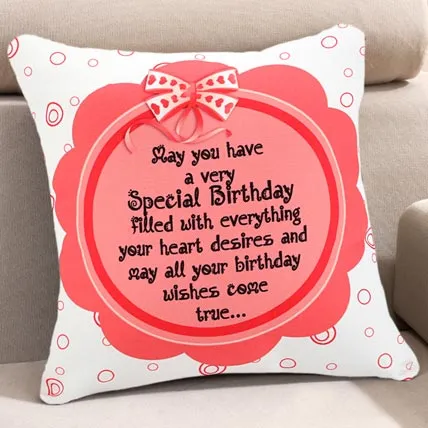 May you have
a very
Special Birthday
filled with everything
your heart desires and
may all your birthday
wishes come
true...